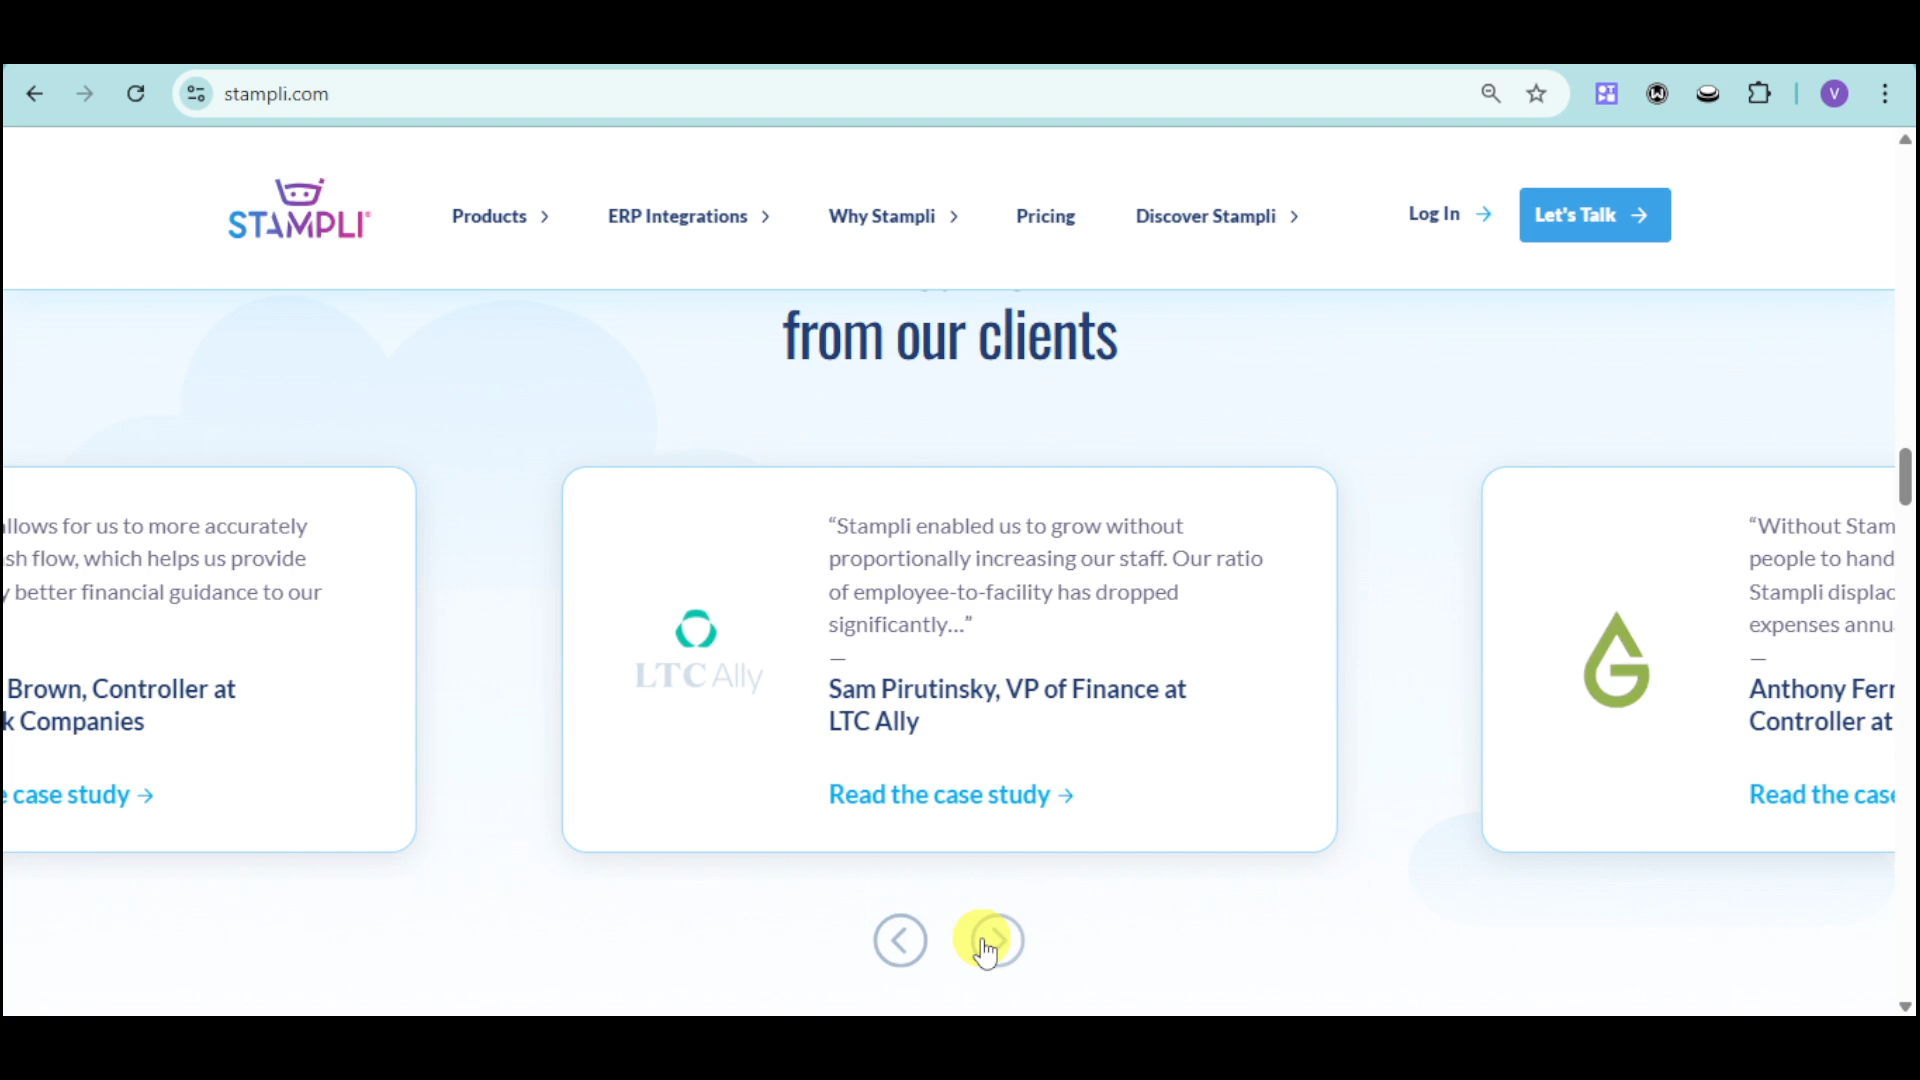 stampli.com
V
STAMPLI
Products
ERP Integrations
Why Stampli
Pricing
Discover Stampli
Log In
Let's Talk
from our clients
allows for us to more accurately
ash flow, which helps us provide
y better financial guidance to our
Brown, Controller at
k Companies
e case study
LTC Ally
“Stampli enabled us to grow without
proportionally increasing our staff. Our ratio
of employee-to-facility has dropped
significantly...”
—
Sam Pirutinsky, VP of Finance at
LTC Ally
Read the case study
“Without Stam
people to hand
Stampli displac
expenses annu
—
Anthony Ferr
Controller at
Read the case